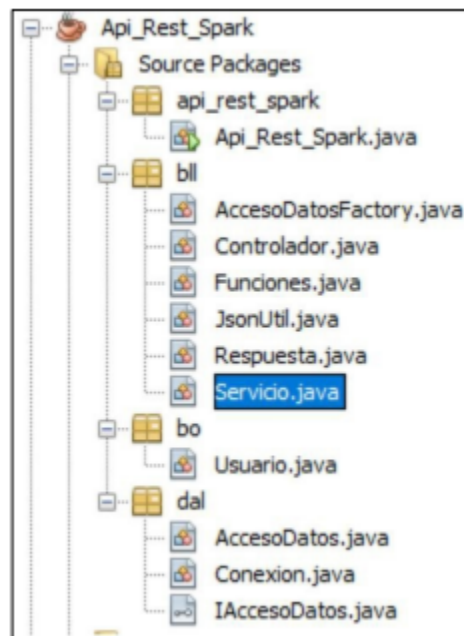 Api_Rest_Spark
Source Packages
api_rest_spark
Api_Rest_Spark.java
bll
AccesoDatosFactory.java
Controlador.java
Funciones.java
JsonUtil.java
Respuesta.java
Servicio.java
bo
Usuario.java
dal
AccesoDatos.java
Conexion.java
IAccesoDatos.java